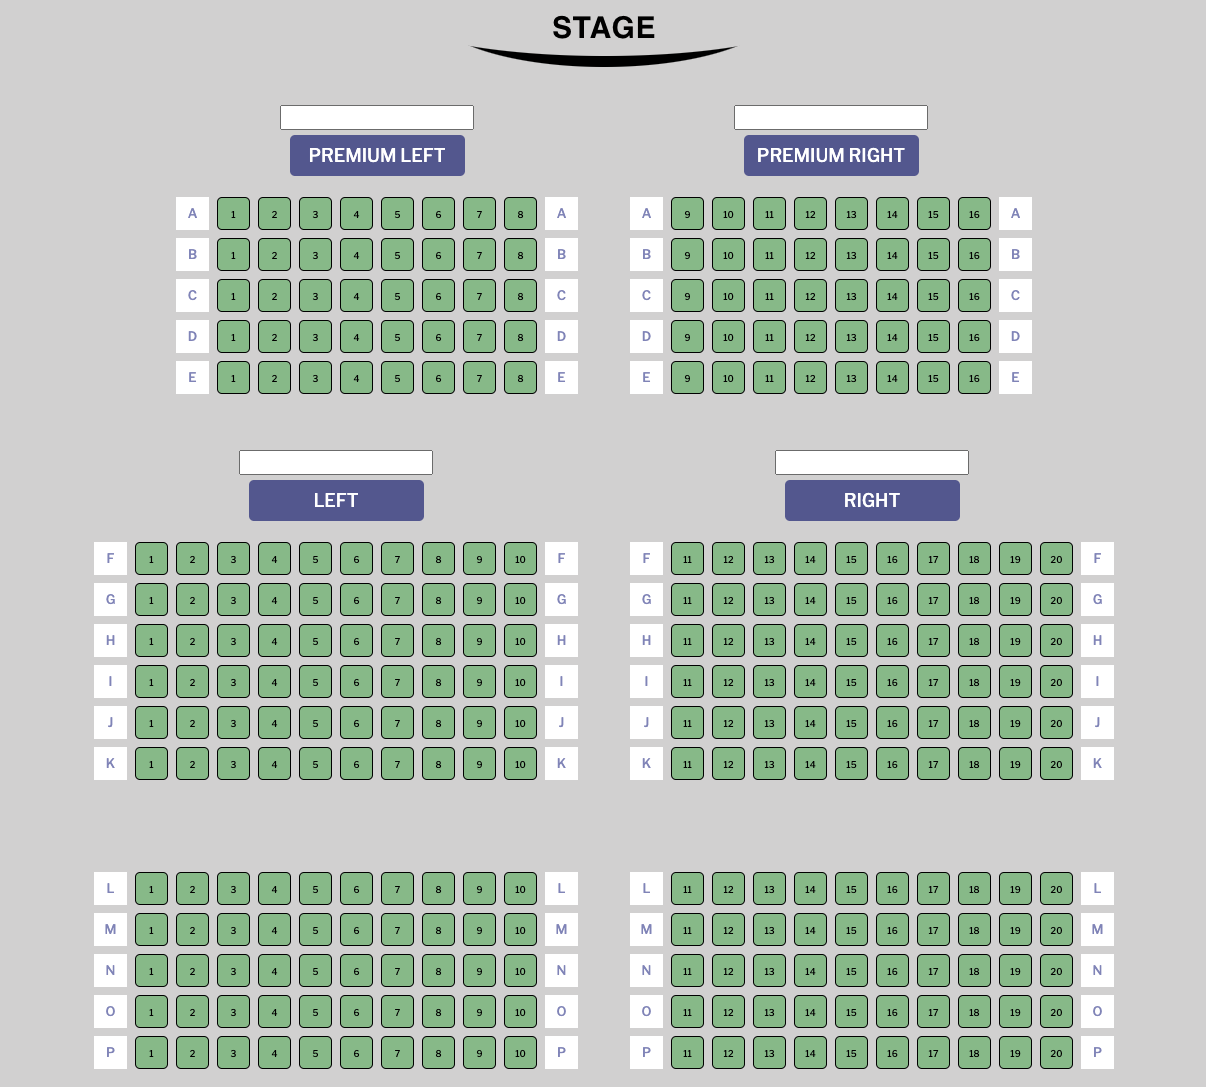 STAGE
PREMIUM LEFT PREMIUM RIGHT
A 1 2 3 4 5 6 7 8 A A 9 10 11 12 13 14 15 16 A
B 1 2 3 4 5 6 7 8 B B 9 10 11 12 13 14 15 16 B
C 1 2 3 4 5 6 7 8 C C 9 10 11 12 13 14 15 16 C
D 1 2 3 4 5 6 7 8 D D 9 10 11 12 13 14 15 16 D
E 1 2 3 4 5 6 7 8 E E 9 10 11 12 13 14 15 16 E
LEFT RIGHT
F 1 2 3 4 5 6 7 8 9 10 F F 11 12 13 14 15 16 17 18 19 20 F
G 1 2 3 4 5 6 7 8 9 10 G G 11 12 13 14 15 16 17 18 19 20 G
H 1 2 3 4 5 6 7 8 9 10 H H 11 12 13 14 15 16 17 18 19 20 H
I 1 2 3 4 5 6 7 8 9 10 I I 11 12 13 14 15 16 17 18 19 20 I
J 1 2 3 4 5 6 7 8 9 10 J J 11 12 13 14 15 16 17 18 19 20 J
K 1 2 3 4 5 6 7 8 9 10 K K 11 12 13 14 15 16 17 18 19 20 K
L 1 2 3 4 5 6 7 8 9 10 L L 11 12 13 14 15 16 17 18 19 20 L
M 1 2 3 4 5 6 7 8 9 10 M M 11 12 13 14 15 16 17 18 19 20 M
N 1 2 3 4 5 6 7 8 9 10 N N 11 12 13 14 15 16 17 18 19 20 N
O 1 2 3 4 5 6 7 8 9 10 O O 11 12 13 14 15 16 17 18 19 20 O
P 1 2 3 4 5 6 7 8 9 10 P P 11 12 13 14 15 16 17 18 19 20 P